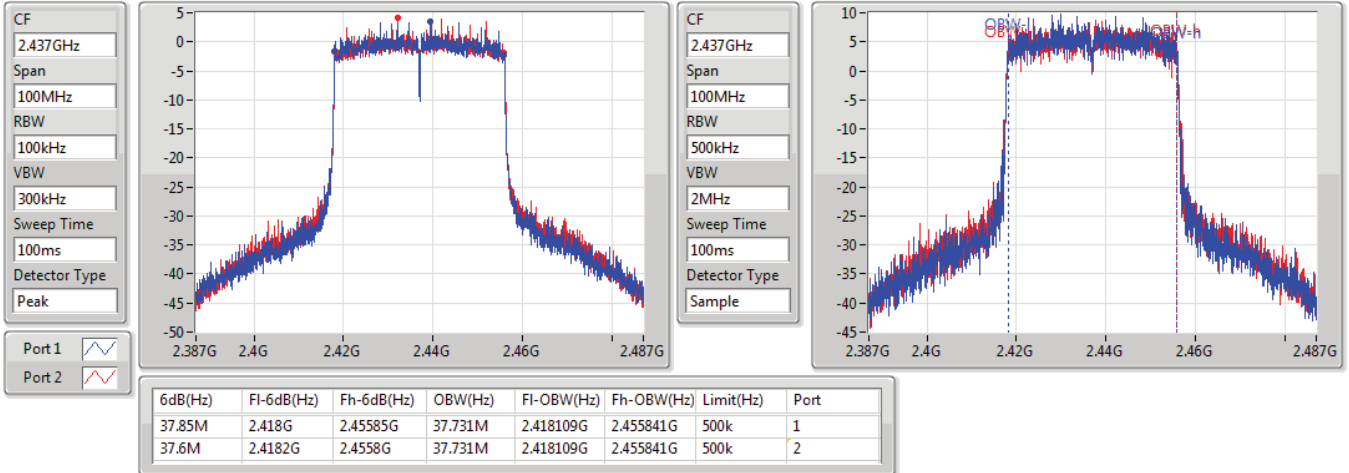 CF
2.437GHz
Span
100MHz
RBW
100kHz
VBW
300kHz
Sweep Time
100ms
Detector Type
Peak
Port 1
Port 2
5
0
-5
-10
-15
-20
-25
-30
-35
-40
-45
-50
2.387G 2.4G 2.42G 2.44G 2.46G 2.487G
CF
2.437GHz
Span
100MHz
RBW
500kHz
VBW
2MHz
Sweep Time
100ms
Detector Type
Sample
10
5
0
-5
-10
-15
-20
-25
-30
-35
-40
-45
2.387G 2.4G 2.42G 2.44G 2.46G 2.487G
OBW-h
6dB(Hz) Fl-6dB(Hz) Fh-6dB(Hz) OBW(Hz) Fl-OBW(Hz) Fh-OBW(Hz) Limit(Hz) Port
37.85M 2.418G 2.45585G 37.731M 2.418109G 2.455841G 500k 1
37.6M 2.4182G 2.4558G 37.731M 2.418109G 2.455841G 500k 2